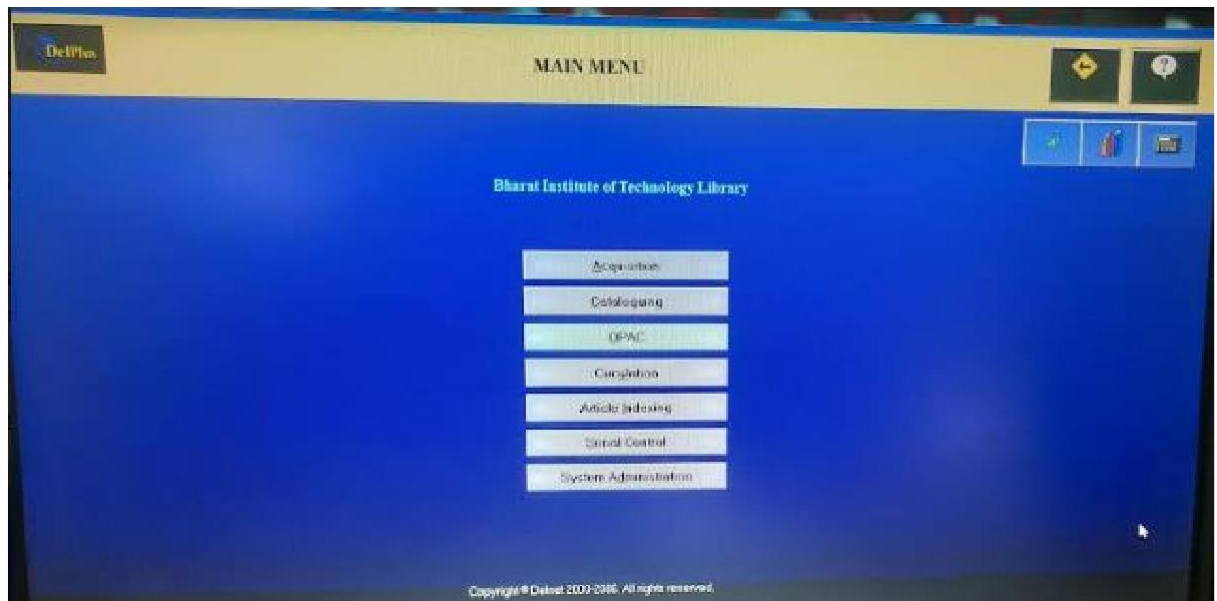 DelPlus
MAIN MENU
?
Bharat Institute of Technology Library
Acquisition
Cataloguing
OPAC
Circulation
Article Indexing
Serial Control
System Administration
Copyright © Delnet 2000-2006. All rights reserved.